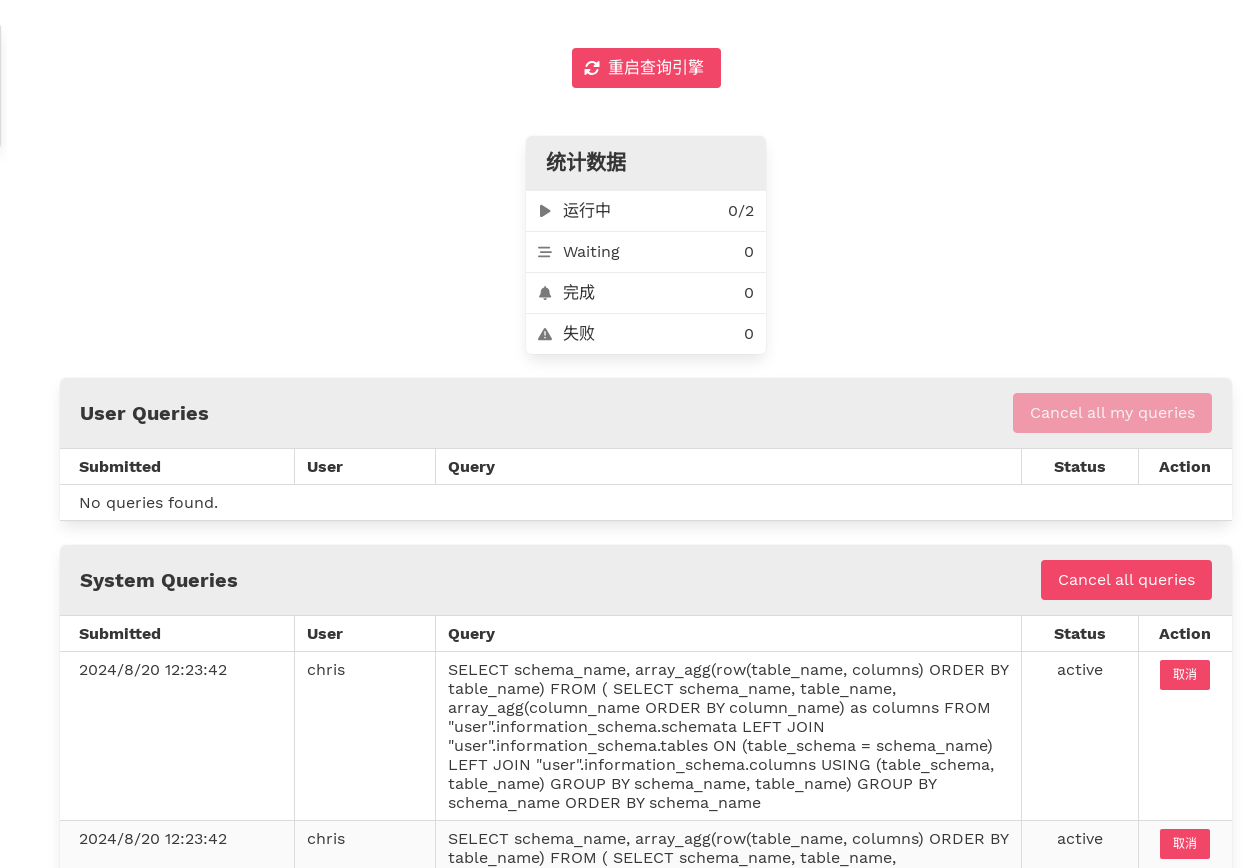 重启查询引擎
统计数据
运行中 0/2
Waiting 0
完成 0
失败 0
User Queries Cancel all my queries
Submitted User Query Status Action
No queries found.
System Queries Cancel all queries
Submitted User Query Status Action
2024/8/20 12:23:42 chris SELECT schema_name, array_agg(row(table_name, columns) ORDER BY active 取消
table_name) FROM ( SELECT schema_name, table_name,
array_agg(column_name ORDER BY column_name) as columns FROM
"user".information_schema.schemata LEFT JOIN
"user".information_schema.tables ON (table_schema = schema_name)
LEFT JOIN "user".information_schema.columns USING (table_schema,
table_name) GROUP BY schema_name, table_name) GROUP BY
schema_name ORDER BY schema_name
2024/8/20 12:23:42 chris SELECT schema_name, array_agg(row(table_name, columns) ORDER BY active 取消
table_name) FROM ( SELECT schema_name, table_name,